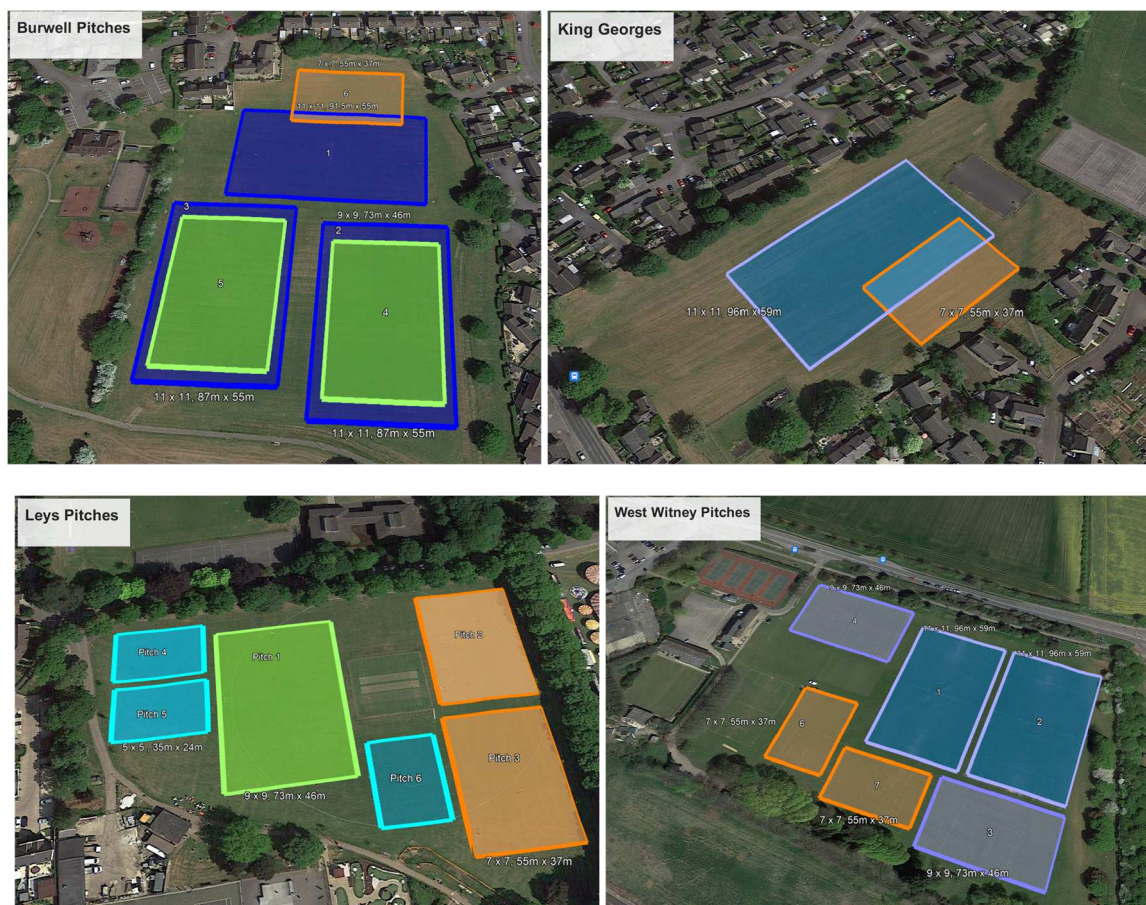 Burwell Pitches
7 x 7, 55m x 37m
6
11 x 11, 91.5m x 55m
1
3
9 x 9, 73m x 46m
2
5
4
11 x 11, 87m x 55m
11 x 11, 87m x 55m
King Georges
11 x 11, 96m x 59m
7 x 7, 55m x 37m
Leys Pitches
Pitch 2
Pitch 4
Pitch 1
Pitch 5
5 x 5, 35m x 24m
Pitch 3
Pitch 6
9 x 9, 73m x 46m
7 x 7, 55m x 37m
West Witney Pitches
9 x 9, 73m x 46m
4
11 x 11, 96m x 59m
11 x 11, 96m x 59m
1
7 x 7, 55m x 37m
6
2
7
7 x 7, 55m x 37m
3
9 x 9, 73m x 46m